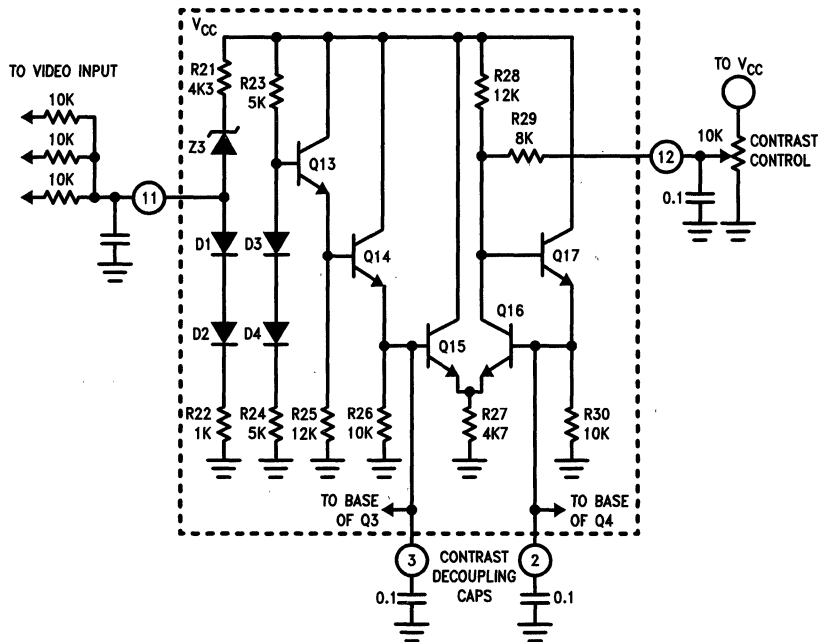 VCC
TO VIDEO INPUT
10K
10K
10K
11
R21
4K3
Z3
D1
D2
R22
1K
R23
5K
D3
D4
R24
5K
Q13
R25
12K
Q14
R26
10K
Q15
Q16
R27
4K7
R28
12K
R29
8K
Q17
R30
10K
12
TO VCC
10K
CONTRAST
CONTROL
0.1
TO BASE
OF Q3
TO BASE
OF Q4
3
CONTRAST
DECOUPLING
CAPS
2
0.1
0.1